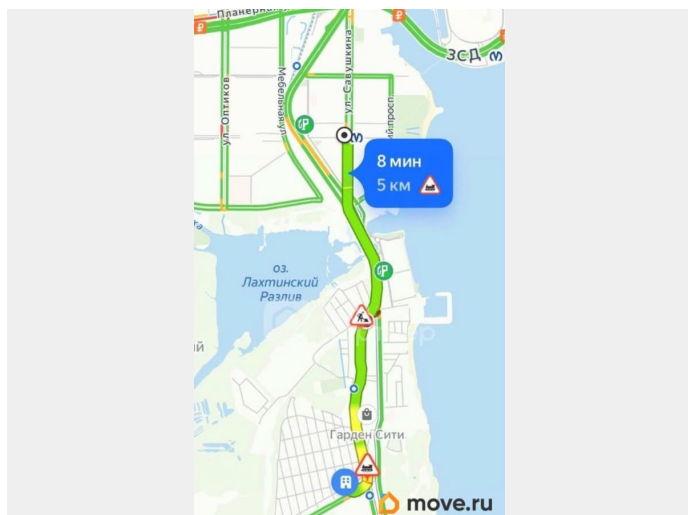 Планерная
ЗСД
ул. Савушкина
Мебельная ул.
ул. Оптиков
8 мин
5 км
оз.
Лахтинский
Разлив
ий
Гарден Сити
move.ru